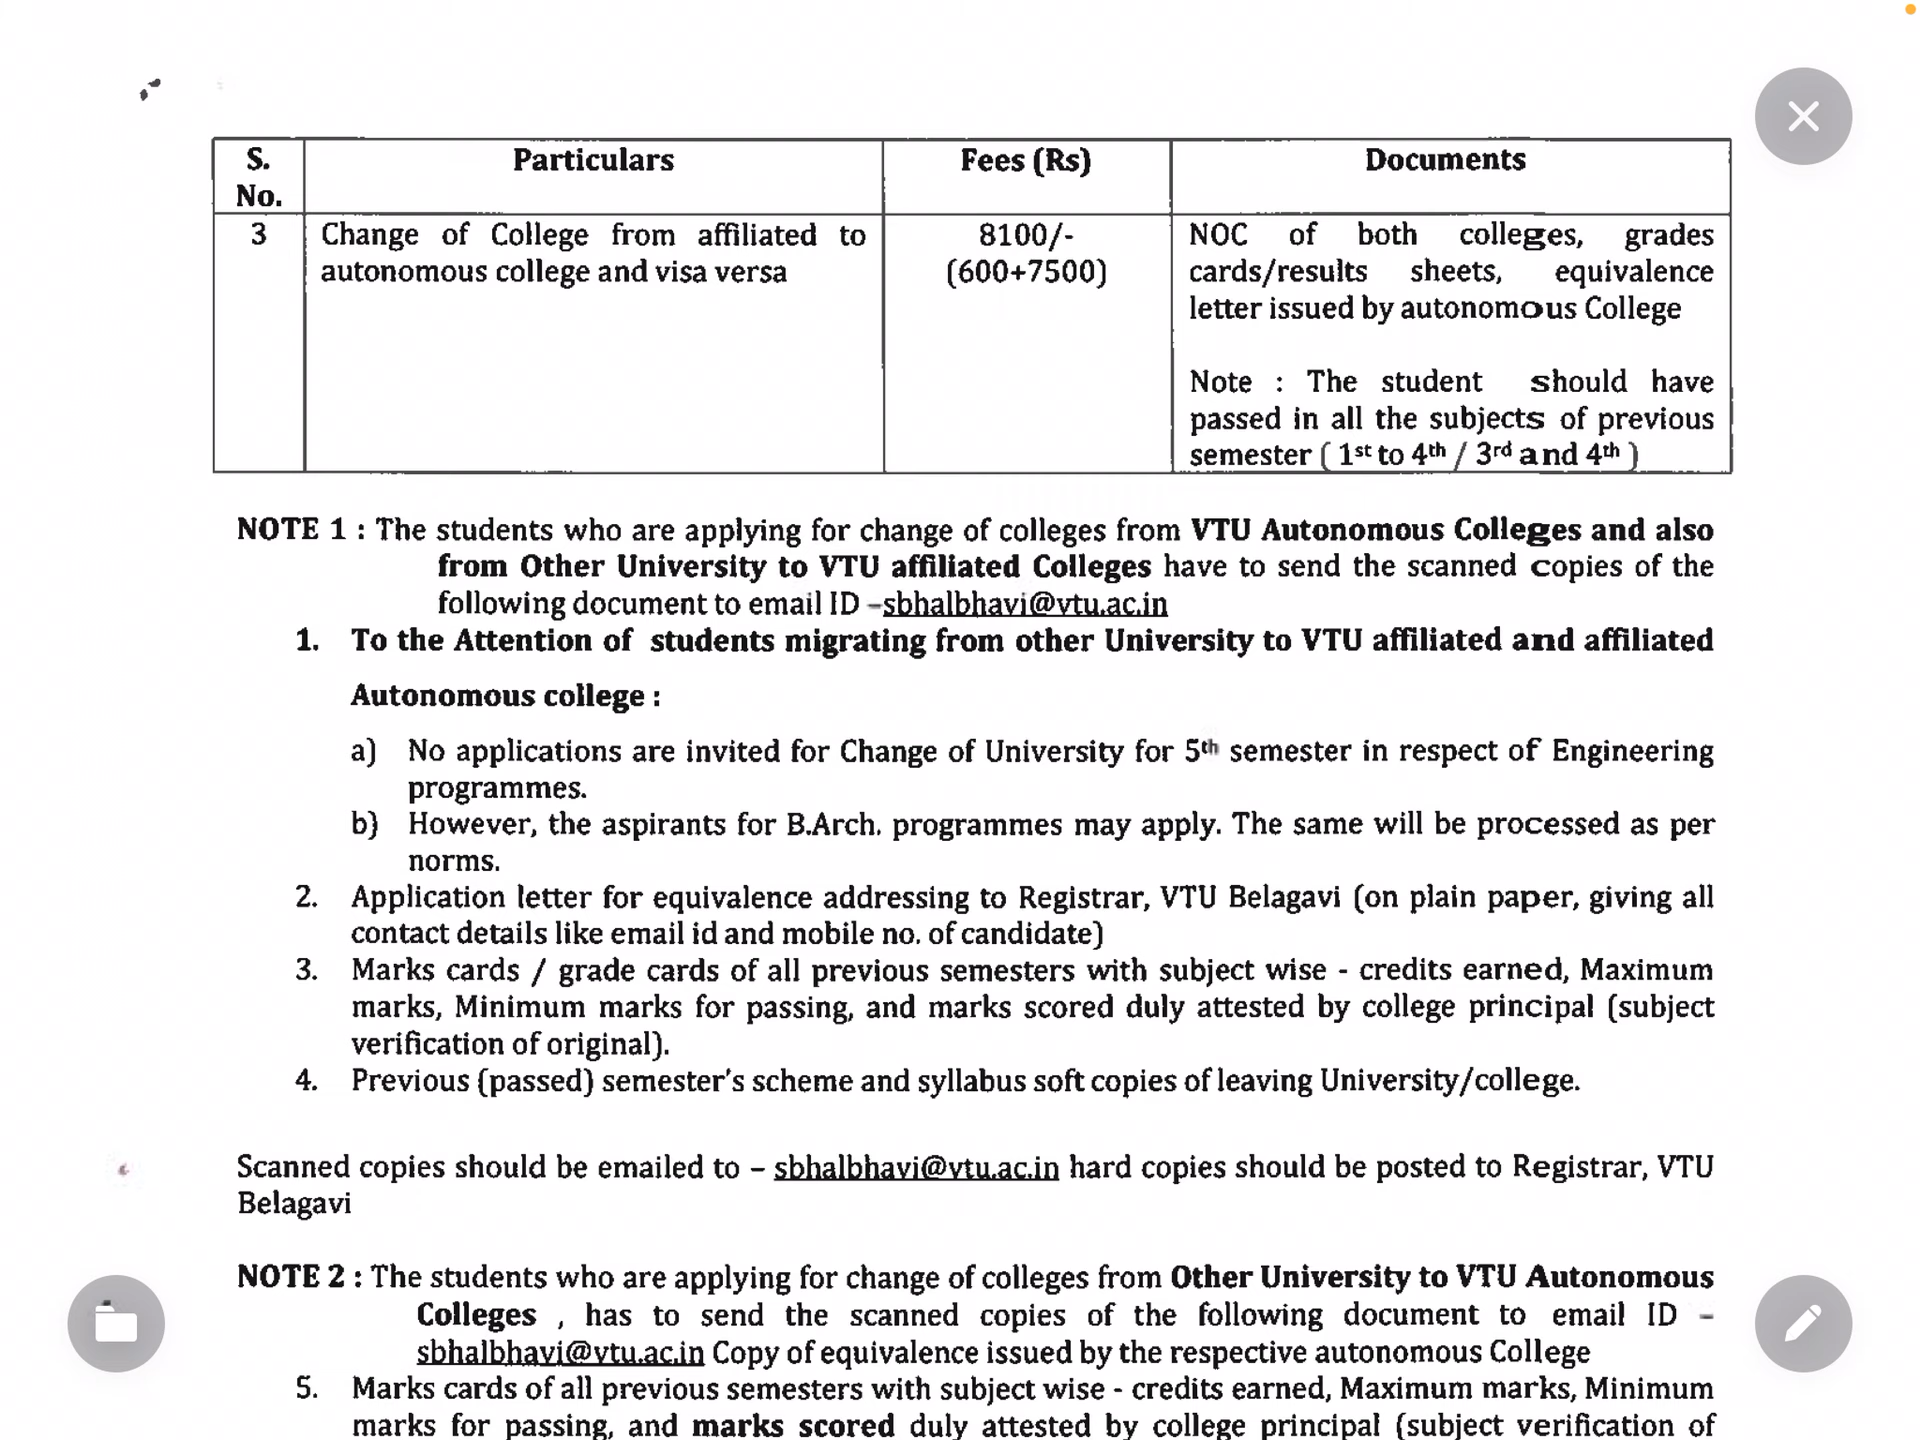 S. No. Particulars Fees (Rs) Documents
3 Change of College from affiliated to autonomous college and visa versa 8100/- (600+7500) NOC of both colleges, grades cards/results sheets, equivalence letter issued by autonomous College
Note : The student should have passed in all the subjects of previous semester ( 1st to 4th / 3rd and 4th )
NOTE 1 : The students who are applying for change of colleges from VTU Autonomous Colleges and also
from Other University to VTU affiliated Colleges have to send the scanned copies of the
following document to email ID –sbhalbhavi@vtu.ac.in
1. To the Attention of students migrating from other University to VTU affiliated and affiliated
Autonomous college :
a) No applications are invited for Change of University for 5th semester in respect of Engineering
programmes.
b) However, the aspirants for B.Arch. programmes may apply. The same will be processed as per
norms.
2. Application letter for equivalence addressing to Registrar, VTU Belagavi (on plain paper, giving all
contact details like email id and mobile no. of candidate)
3. Marks cards / grade cards of all previous semesters with subject wise - credits earned, Maximum
marks, Minimum marks for passing, and marks scored duly attested by college principal (subject
verification of original).
4. Previous (passed) semester's scheme and syllabus soft copies of leaving University/college.
Scanned copies should be emailed to – sbhalbhavi@vtu.ac.in hard copies should be posted to Registrar, VTU
Belagavi
NOTE 2 : The students who are applying for change of colleges from Other University to VTU Autonomous
Colleges , has to send the scanned copies of the following document to email ID –
sbhalbhavi@vtu.ac.in Copy of equivalence issued by the respective autonomous College
5. Marks cards of all previous semesters with subject wise - credits earned, Maximum marks, Minimum
marks for passing, and marks scored duly attested by college principal (subject verification of